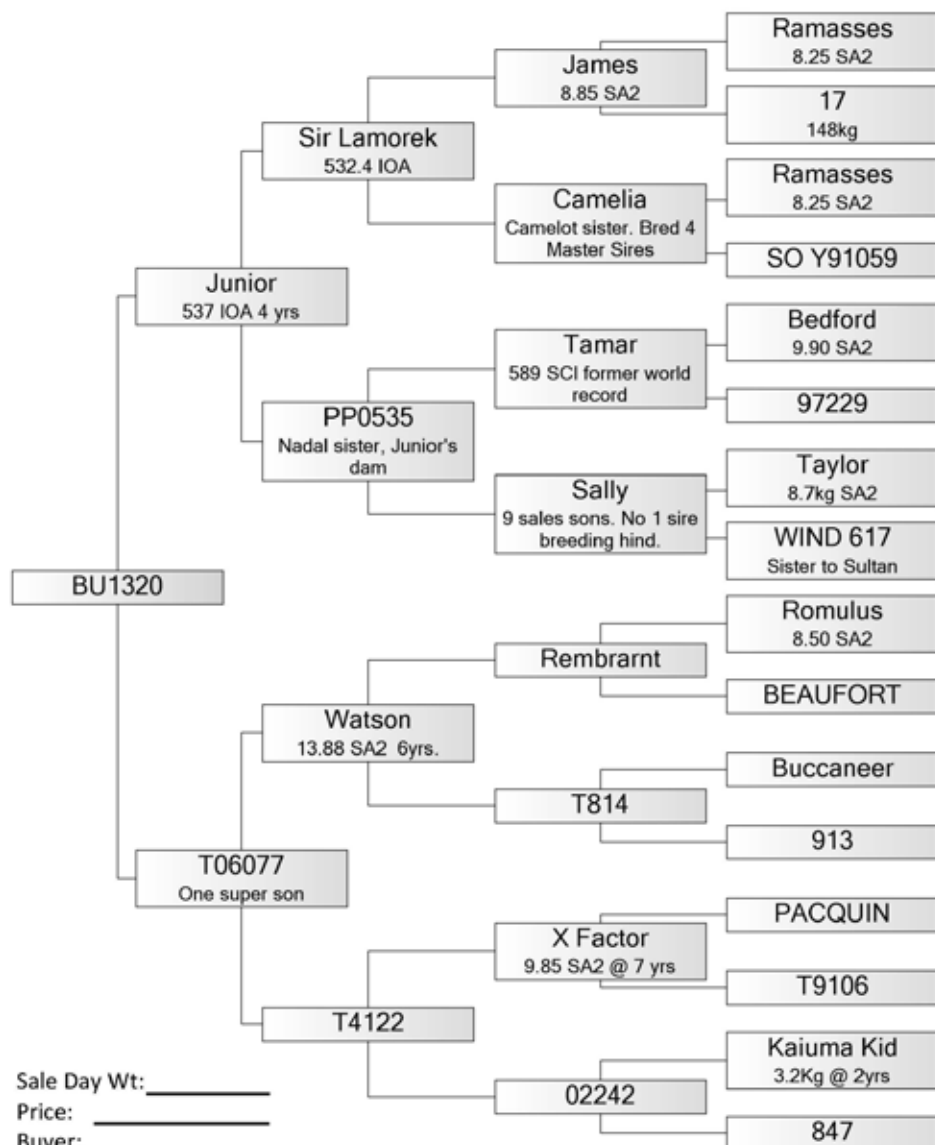 Ramasses
8.25 SA2
James
8.85 SA2
17
148kg
Sir Lamorek
532.4 IOA
Ramasses
8.25 SA2
Camelia
Camelot sister. Bred 4
Master Sires
SO Y91059
Junior
537 IOA 4 yrs
Bedford
9.90 SA2
Tamar
589 SCI former world
record
97229
PP0535
Nadal sister, Junior's
dam
Taylor
8.7kg SA2
Sally
9 sales sons. No 1 sire
breeding hind.
WIND 617
Sister to Sultan
BU1320
Romulus
8.50 SA2
Rembrarnt
BEAUFORT
Watson
13.88 SA2 6yrs.
Buccaneer
T814
913
T06077
One super son
PACQUIN
X Factor
9.85 SA2 @ 7 yrs
T9106
T4122
Kaiuma Kid
3.2Kg @ 2yrs
02242
847
Sale Day Wt:
Price:
Buyer: